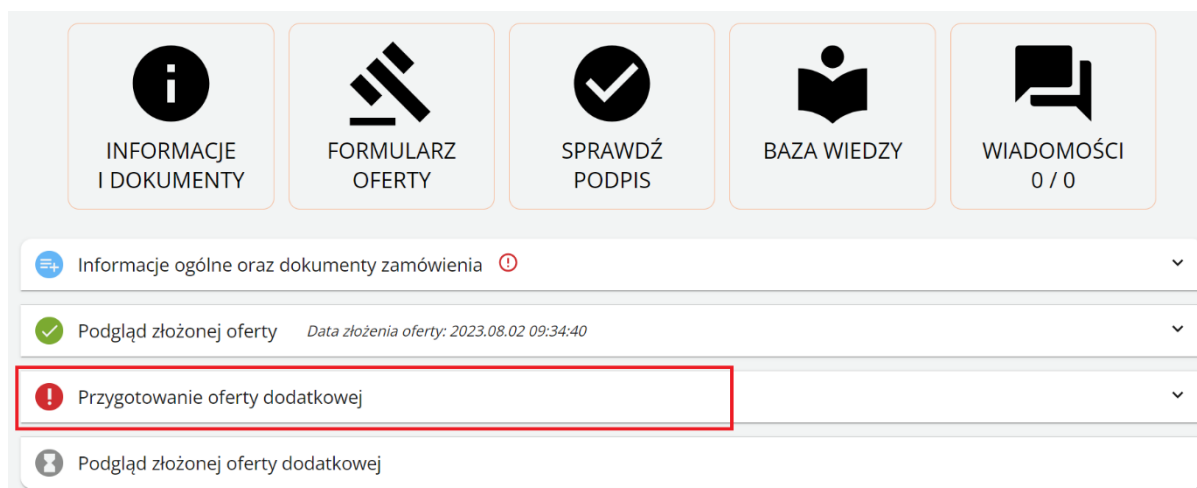 INFORMACJE
I DOKUMENTY
FORMULARZ
OFERTY
SPRAWDŹ
PODPIS
BAZA WIEDZY
WIADOMOŚCI
0 / 0
Informacje ogólne oraz dokumenty zamówienia
Podgląd złożonej oferty Data złożenia oferty: 2023.08.02 09:34:40
Przygotowanie oferty dodatkowej
Podgląd złożonej oferty dodatkowej